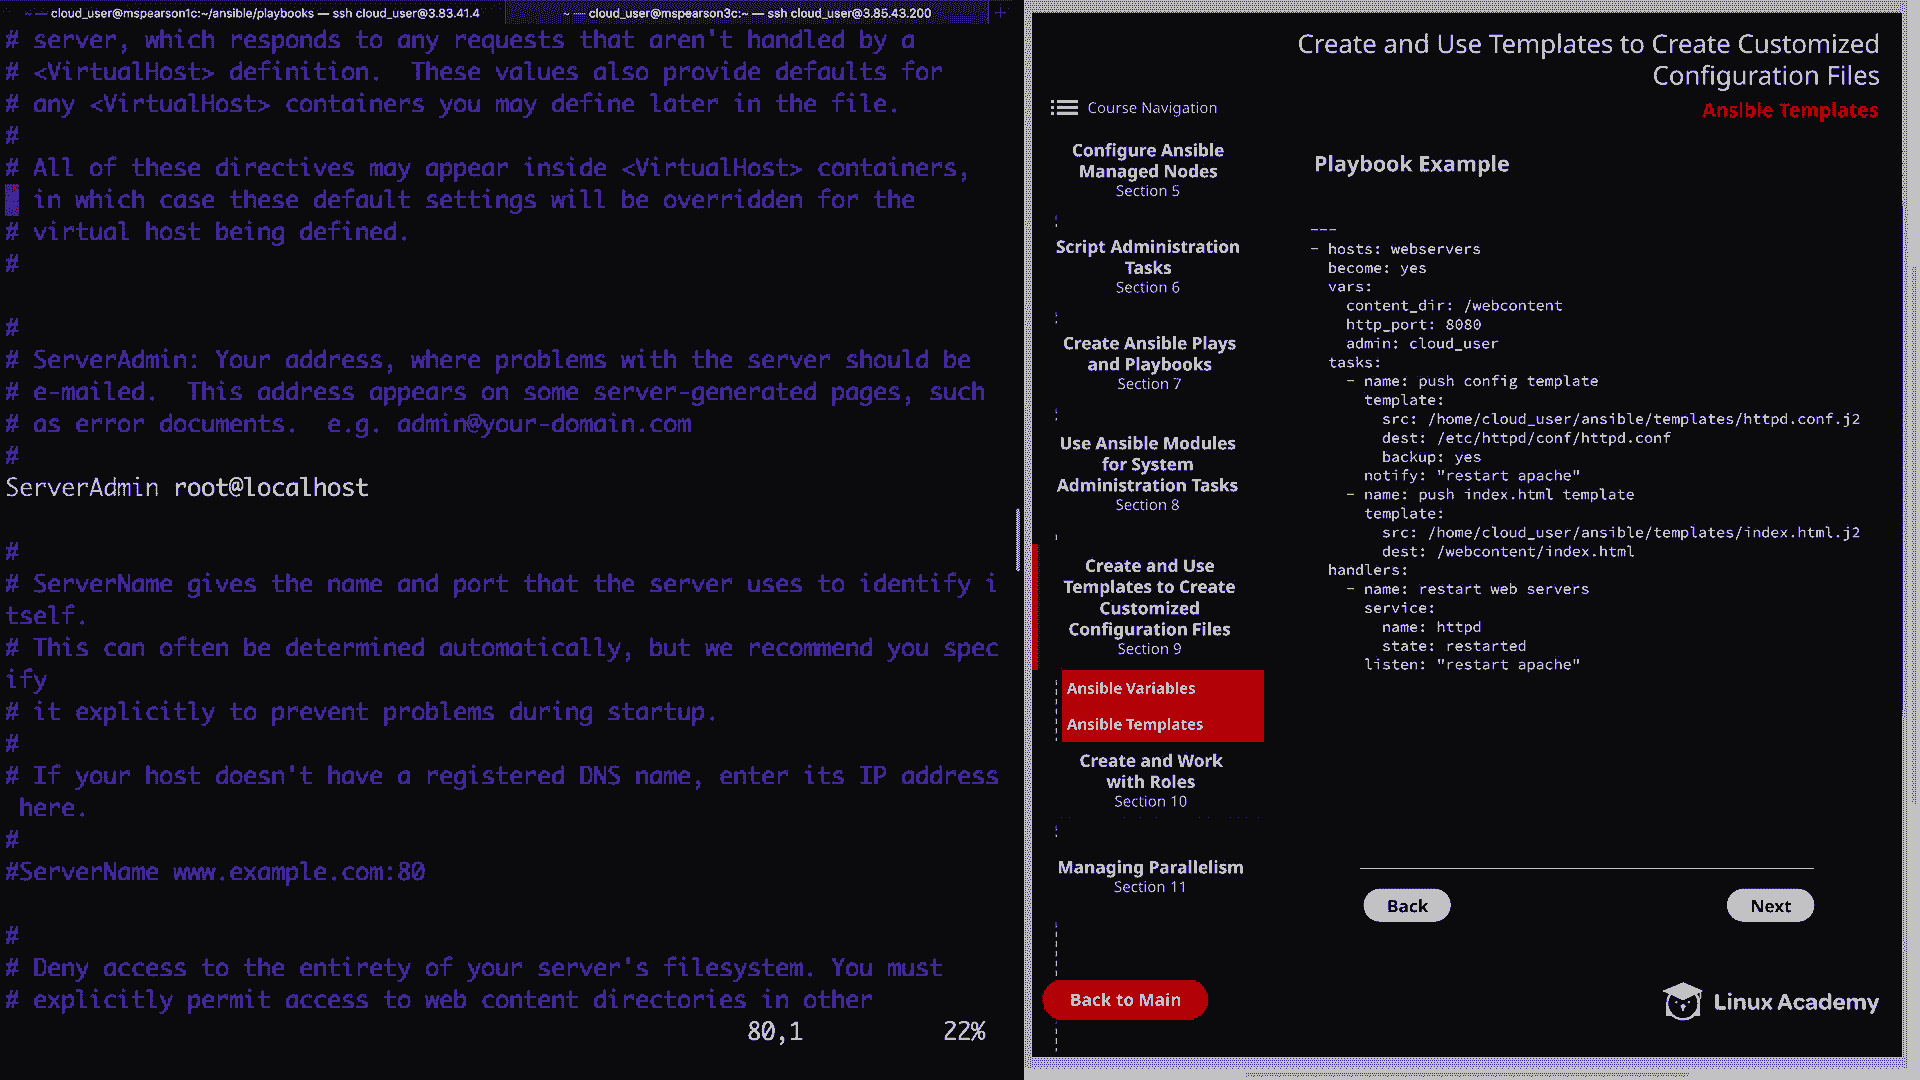 cloud_user@mspearson1c:~/ansible/playbooks — ssh cloud_user@3.83.41.4
cloud_user@mspearson3c:~ — ssh cloud_user@3.85.43.200
# server, which responds to any requests that aren't handled by a
# <VirtualHost> definition.  These values also provide defaults for
# any <VirtualHost> containers you may define later in the file.
#
# All of these directives may appear inside <VirtualHost> containers,
in which case these default settings will be overridden for the
# virtual host being defined.
#
#
# ServerAdmin: Your address, where problems with the server should be
# e-mailed.  This address appears on some server-generated pages, such
# as error documents.  e.g. admin@your-domain.com
#
ServerAdmin root@localhost
#
# ServerName gives the name and port that the server uses to identify i
tself.
# This can often be determined automatically, but we recommend you spec
ify
# it explicitly to prevent problems during startup.
#
# If your host doesn't have a registered DNS name, enter its IP address
 here.
#
#ServerName www.example.com:80
#
# Deny access to the entirety of your server's filesystem. You must
# explicitly permit access to web content directories in other
80,1
22%
Create and Use Templates to Create Customized
Configuration Files
Ansible Templates
Course Navigation
Configure Ansible
Managed Nodes
Section 5
Script Administration
Tasks
Section 6
Create Ansible Plays
and Playbooks
Section 7
Use Ansible Modules
for System
Administration Tasks
Section 8
Create and Use
Templates to Create
Customized
Configuration Files
Section 9
Ansible Variables
Ansible Templates
Create and Work
with Roles
Section 10
Managing Parallelism
Section 11
Back to Main
Playbook Example
---
- hosts: webservers
  become: yes
  vars:
    content_dir: /webcontent
    http_port: 8080
    admin: cloud_user
  tasks:
    - name: push config template
      template:
        src: /home/cloud_user/ansible/templates/httpd.conf.j2
        dest: /etc/httpd/conf/httpd.conf
        backup: yes
      notify: "restart apache"
    - name: push index.html template
      template:
        src: /home/cloud_user/ansible/templates/index.html.j2
        dest: /webcontent/index.html
  handlers:
    - name: restart web servers
      service:
        name: httpd
        state: restarted
      listen: "restart apache"
Back
Next
Linux Academy